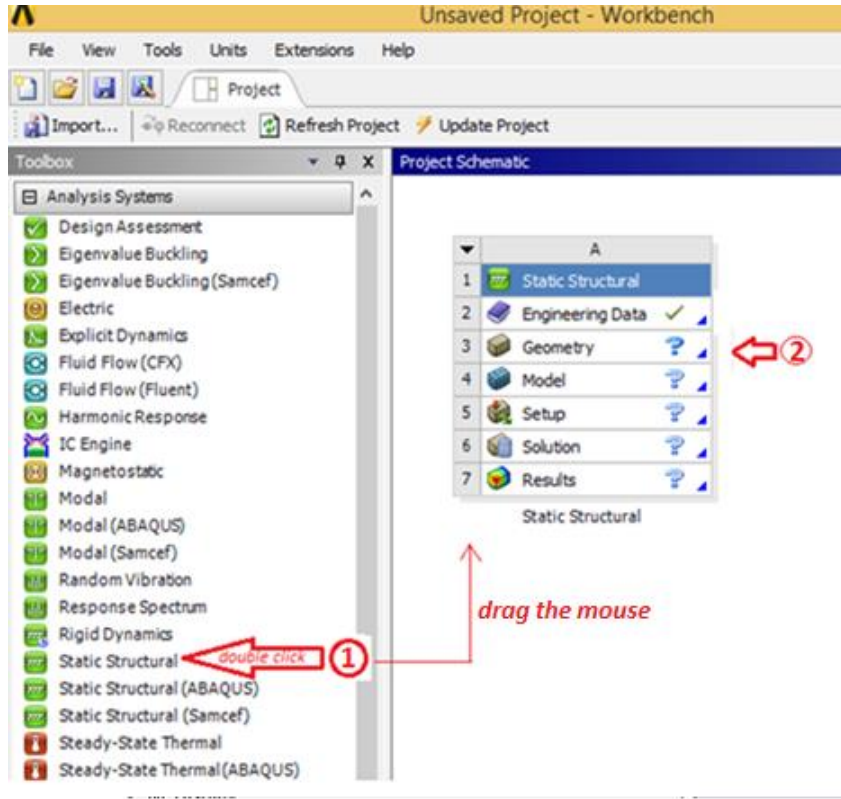 Unsaved Project - Workbench
File View Tools Units Extensions Help
Project
Import... Reconnect Refresh Project Update Project
Toolbox
Project Schematic
Analysis Systems
Design Assessment
Eigenvalue Buckling
Eigenvalue Buckling (Samcef)
Electric
Explicit Dynamics
Fluid Flow (CFX)
Fluid Flow (Fluent)
Harmonic Response
IC Engine
Magnetostatic
Modal
Modal (ABAQUS)
Modal (Samcef)
Random Vibration
Response Spectrum
Rigid Dynamics
Static Structural
double click
1
Static Structural (ABAQUS)
Static Structural (Samcef)
Steady-State Thermal
Steady-State Thermal (ABAQUS)
A
1 Static Structural
2 Engineering Data
3 Geometry ?
4 Model ?
5 Setup ?
6 Solution ?
7 Results ?
Static Structural
2
drag the mouse